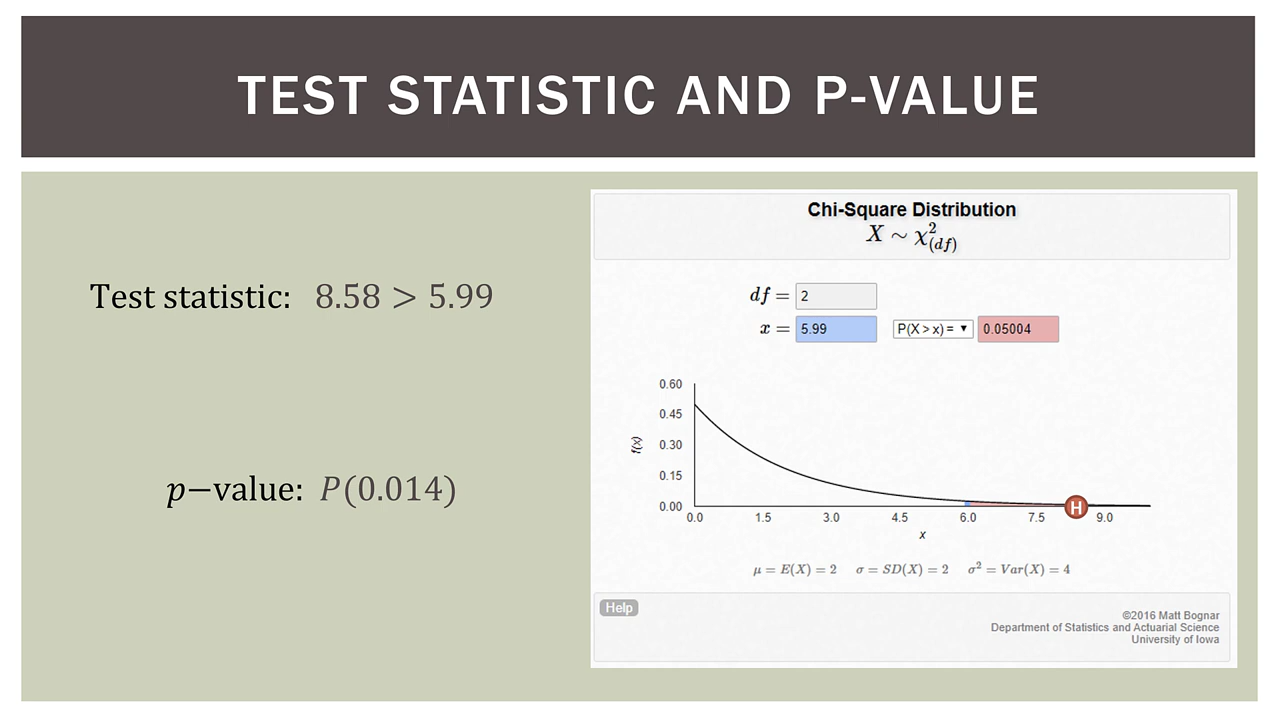 TEST STATISTIC AND P-VALUE
Test statistic: 8.58 > 5.99
p−value: P(0.014)
Chi-Square Distribution
X ∼ χ²(df)
df = 2
x = 5.99 P(X > x) = ▼ 0.05004
0.60
0.45
0.30
0.15
0.00
f(x)
0.0 1.5 3.0 4.5 6.0 7.5 9.0
H
x
μ = E(X) = 2 σ = SD(X) = 2 σ² = Var(X) = 4
Help
©2016 Matt Bognar
Department of Statistics and Actuarial Science
University of Iowa